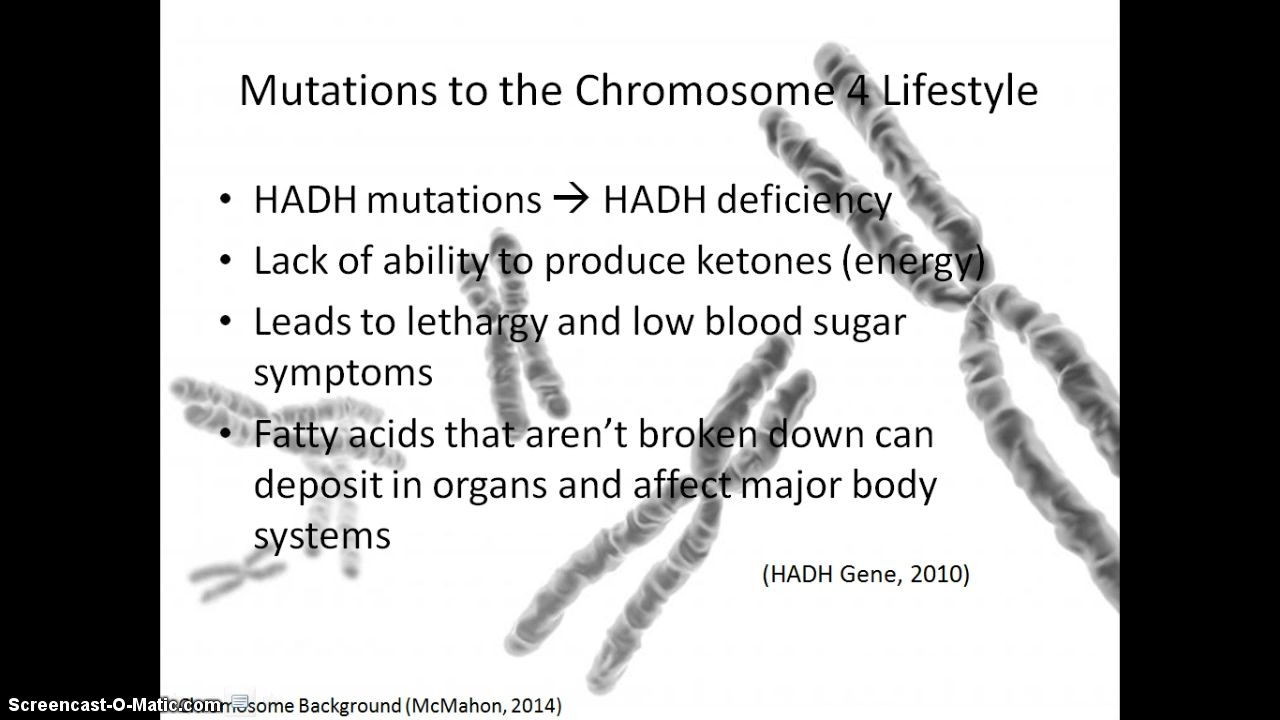 Mutations to the Chromosome 4 Lifestyle
• HADH mutations → HADH deficiency
• Lack of ability to produce ketones (energy)
• Leads to lethargy and low blood sugar
symptoms
• Fatty acids that aren't broken down can
deposit in organs and affect major body
systems
(HADH Gene, 2010)
Screencast-O-Matic.com
Background (McMahon, 2014)